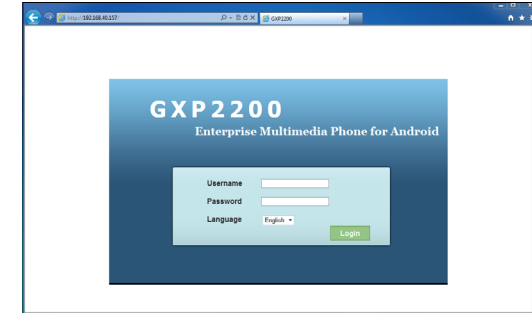 http://192.168.40.157/
GXP2200
GXP2200
Enterprise Multimedia Phone for Android
Username
Password
Language English
Login